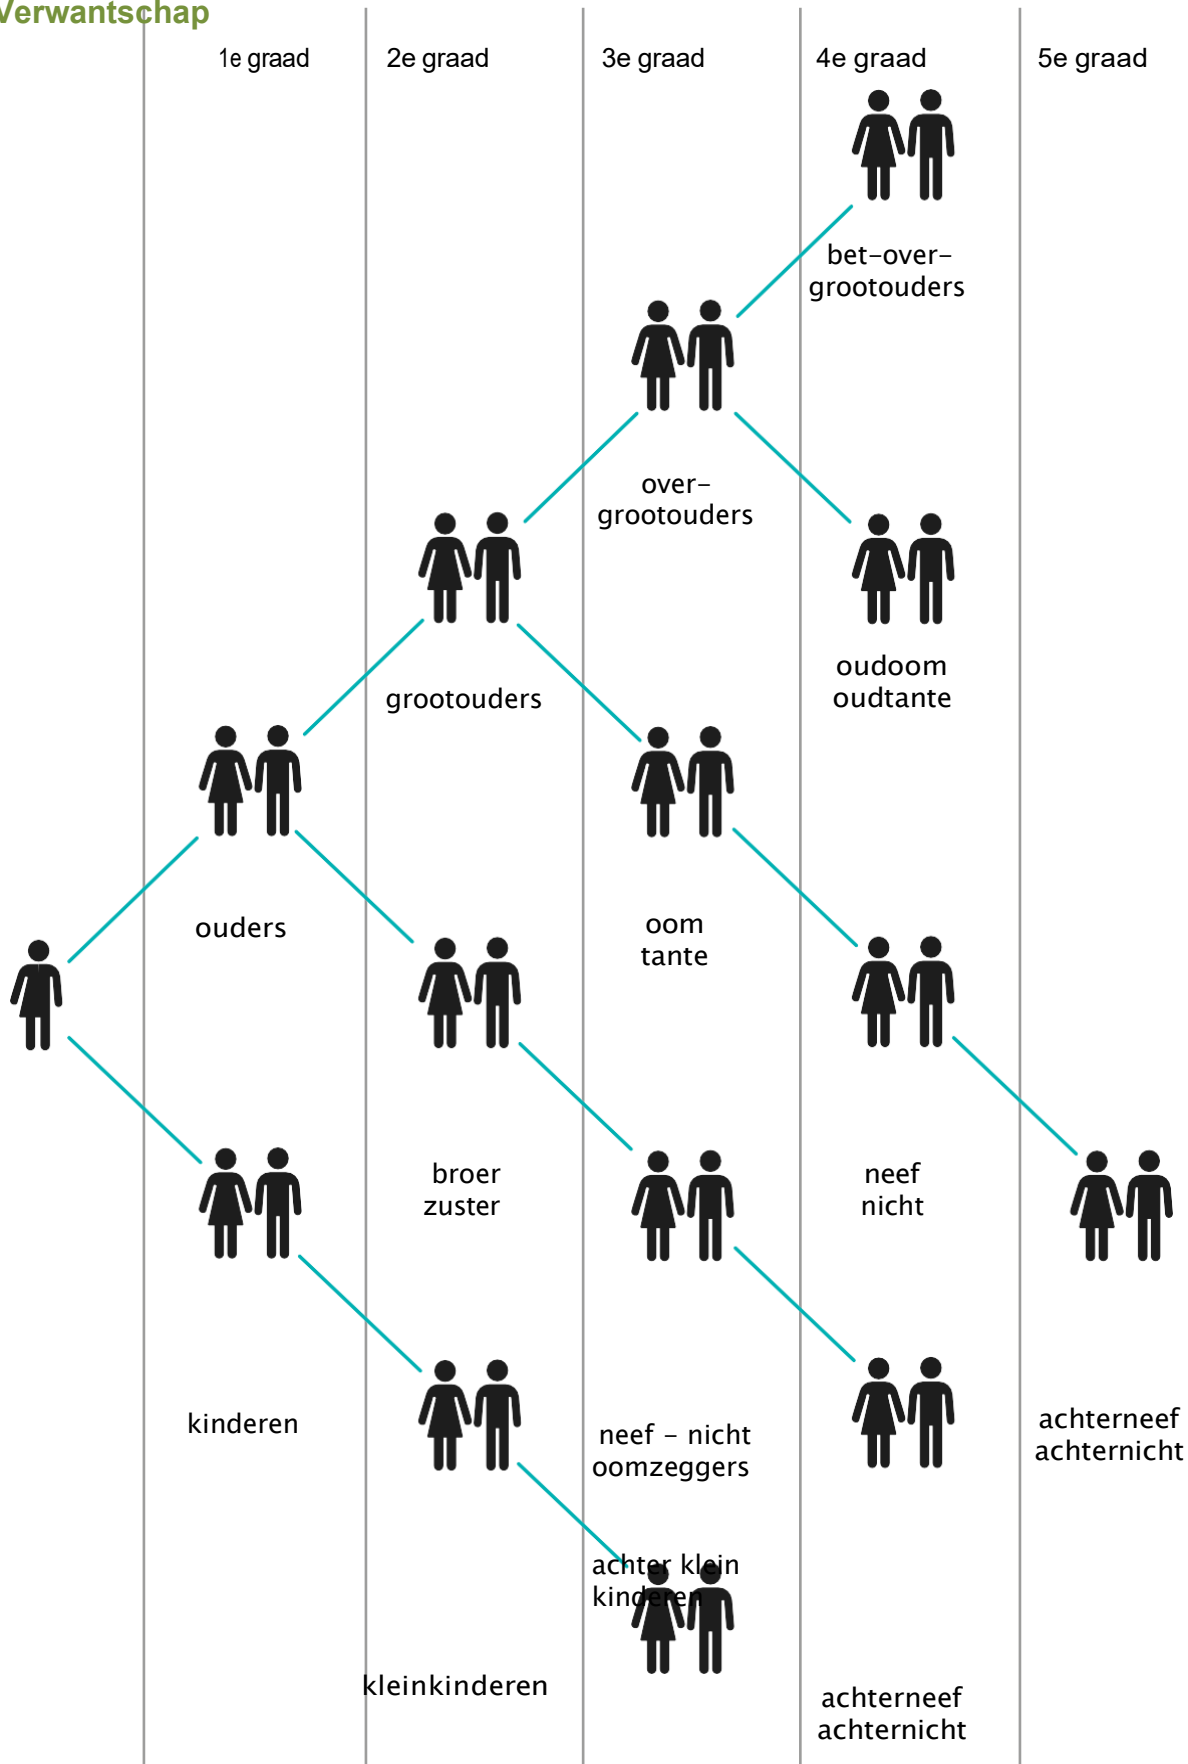 Verwantschap
1e graad 2e graad 3e graad 4e graad 5e graad
bet-over-
grootouders
over-
grootouders
oudoom
oudtante
grootouders
ouders
oom
tante
broer
zuster
neef
nicht
kinderen
neef - nicht
oomzeggers
achterneef
achternicht
achter klein
kinderen
kleinkinderen
achterneef
achternicht